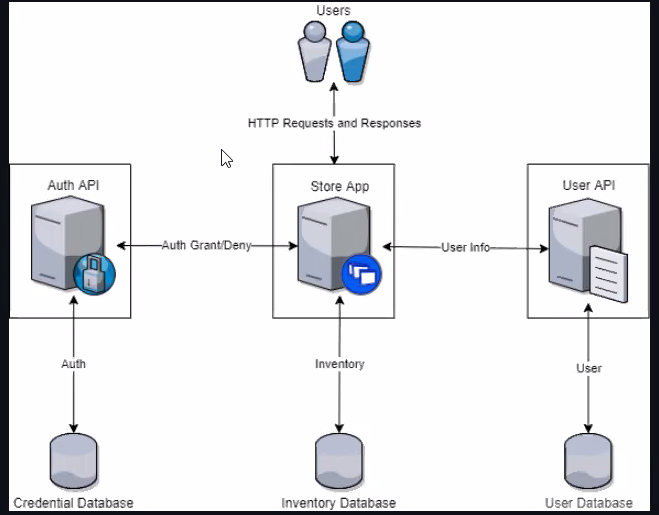 Users
HTTP Requests and Responses
Auth API
Store App
User API
Auth Grant/Deny
User Info
Auth
Inventory
User
Credential Database
Inventory Database
User Database